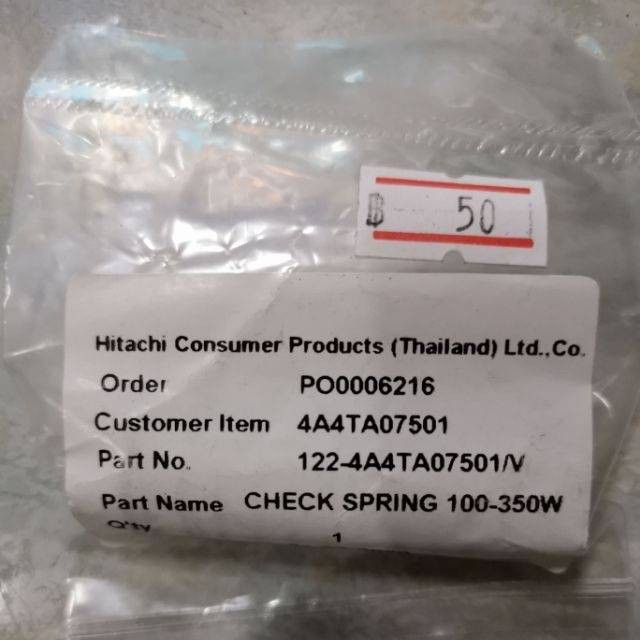 ฿ 50
Hitachi Consumer Products (Thailand) Ltd.,Co.
Order PO0006216
Customer Item 4A4TA07501
Part No. 122-4A4TA07501/V
Part Name CHECK SPRING 100-350W
Q'ty 1